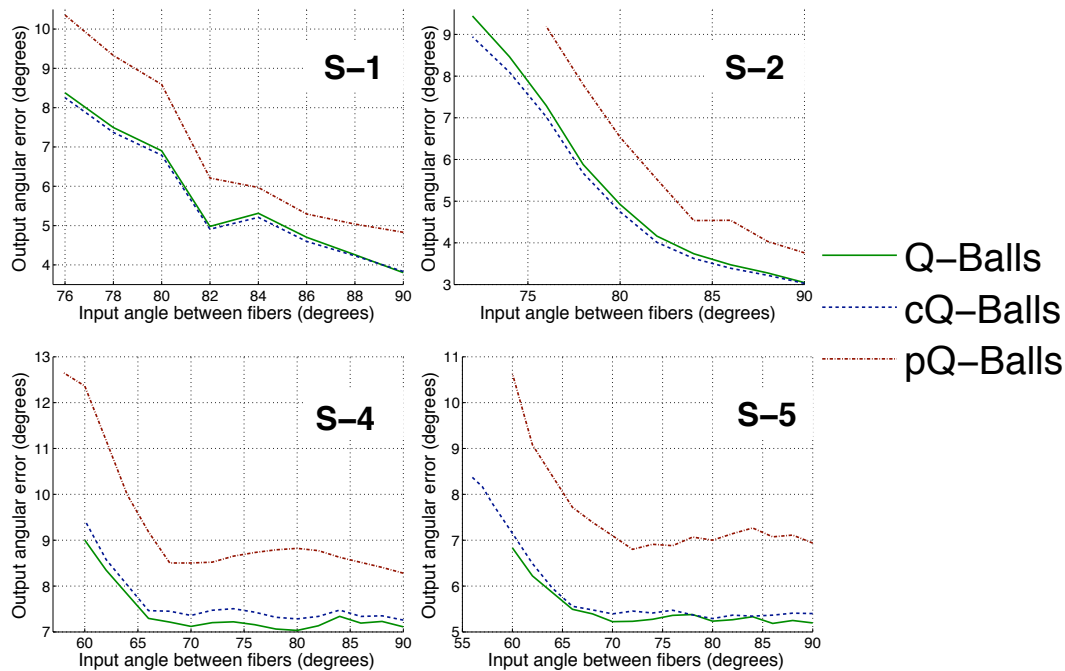 S−1
Output angular error (degrees)
10
9
8
7
6
5
4
76 78 80 82 84 86 88 90
Input angle between fibers (degrees)
S−2
Output angular error (degrees)
9
8
7
6
5
4
3
75 80 85 90
Input angle between fibers (degrees)
Q−Balls
cQ−Balls
pQ−Balls
S−4
Output angular error (degrees)
13
12
11
10
9
8
7
60 65 70 75 80 85 90
Input angle between fibers (degrees)
S−5
Output angular error (degrees)
11
10
9
8
7
6
5
55 60 65 70 75 80 85 90
Input angle between fibers (degrees)